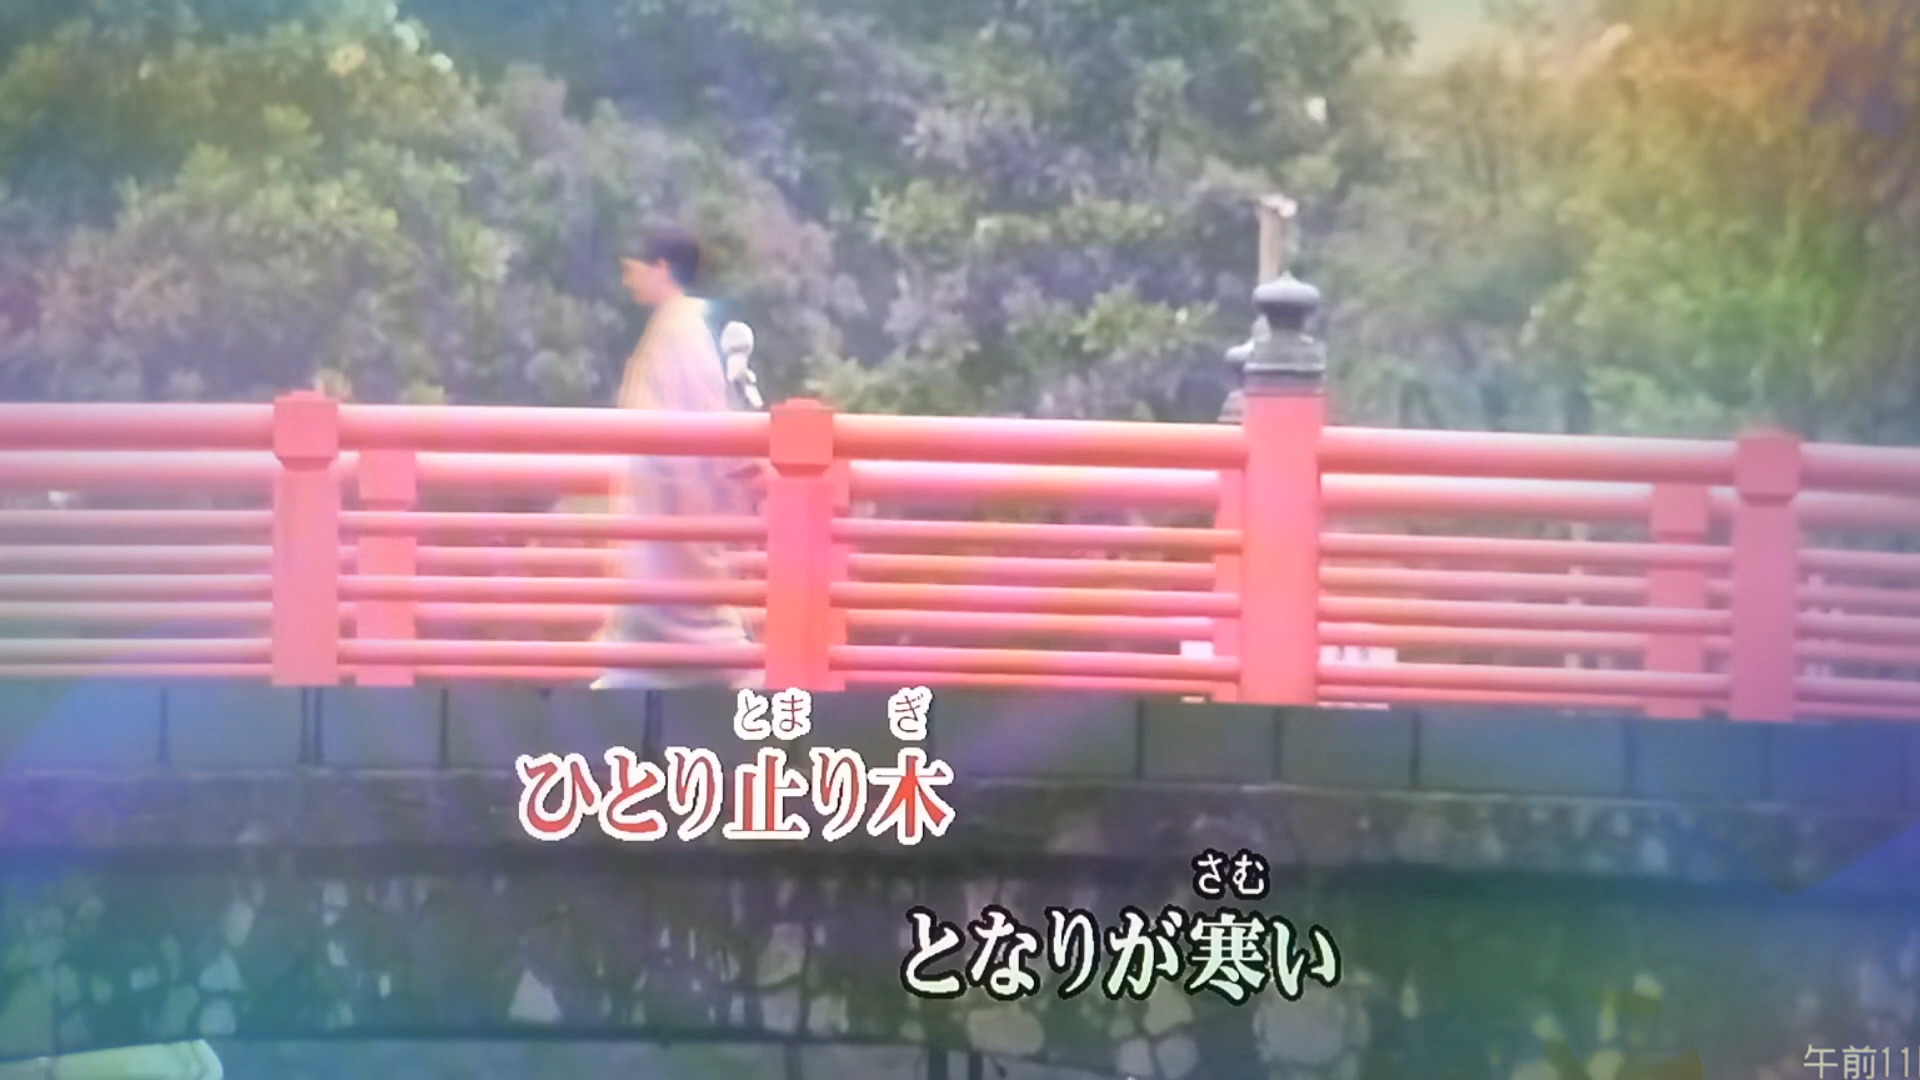 とま ぎ
ひとり止り木
さむ
となりが寒い
午前11